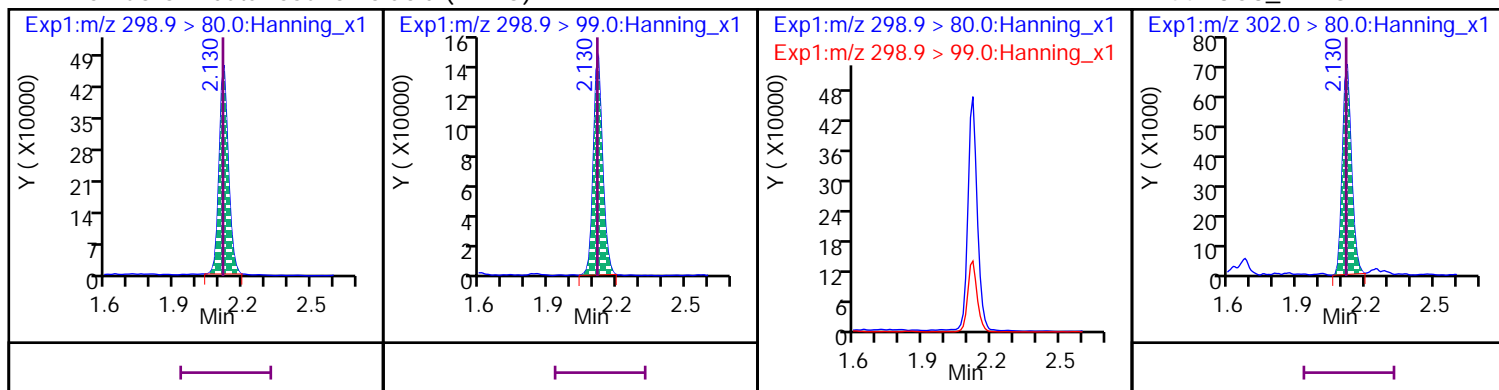 Exp1:m/z 298.9 > 80.0:Hanning_x1
Y ( X10000)
49
42
35
28
21
14
7
0
2.130
1.6 1.9 2.2 2.5
Min
Exp1:m/z 298.9 > 99.0:Hanning_x1
Y ( X10000)
16
14
12
10
8
6
4
2
0
2.130
1.6 1.9 2.2 2.5
Min
Exp1:m/z 298.9 > 80.0:Hanning_x1
Exp1:m/z 298.9 > 99.0:Hanning_x1
Y ( X10000)
48
42
36
30
24
18
12
6
0
1.6 1.9 2.2 2.5
Min
Exp1:m/z 302.0 > 80.0:Hanning_x1
Y ( X1000)
80
70
60
50
40
30
20
10
0
2.130
1.6 1.9 2.2 2.5
Min